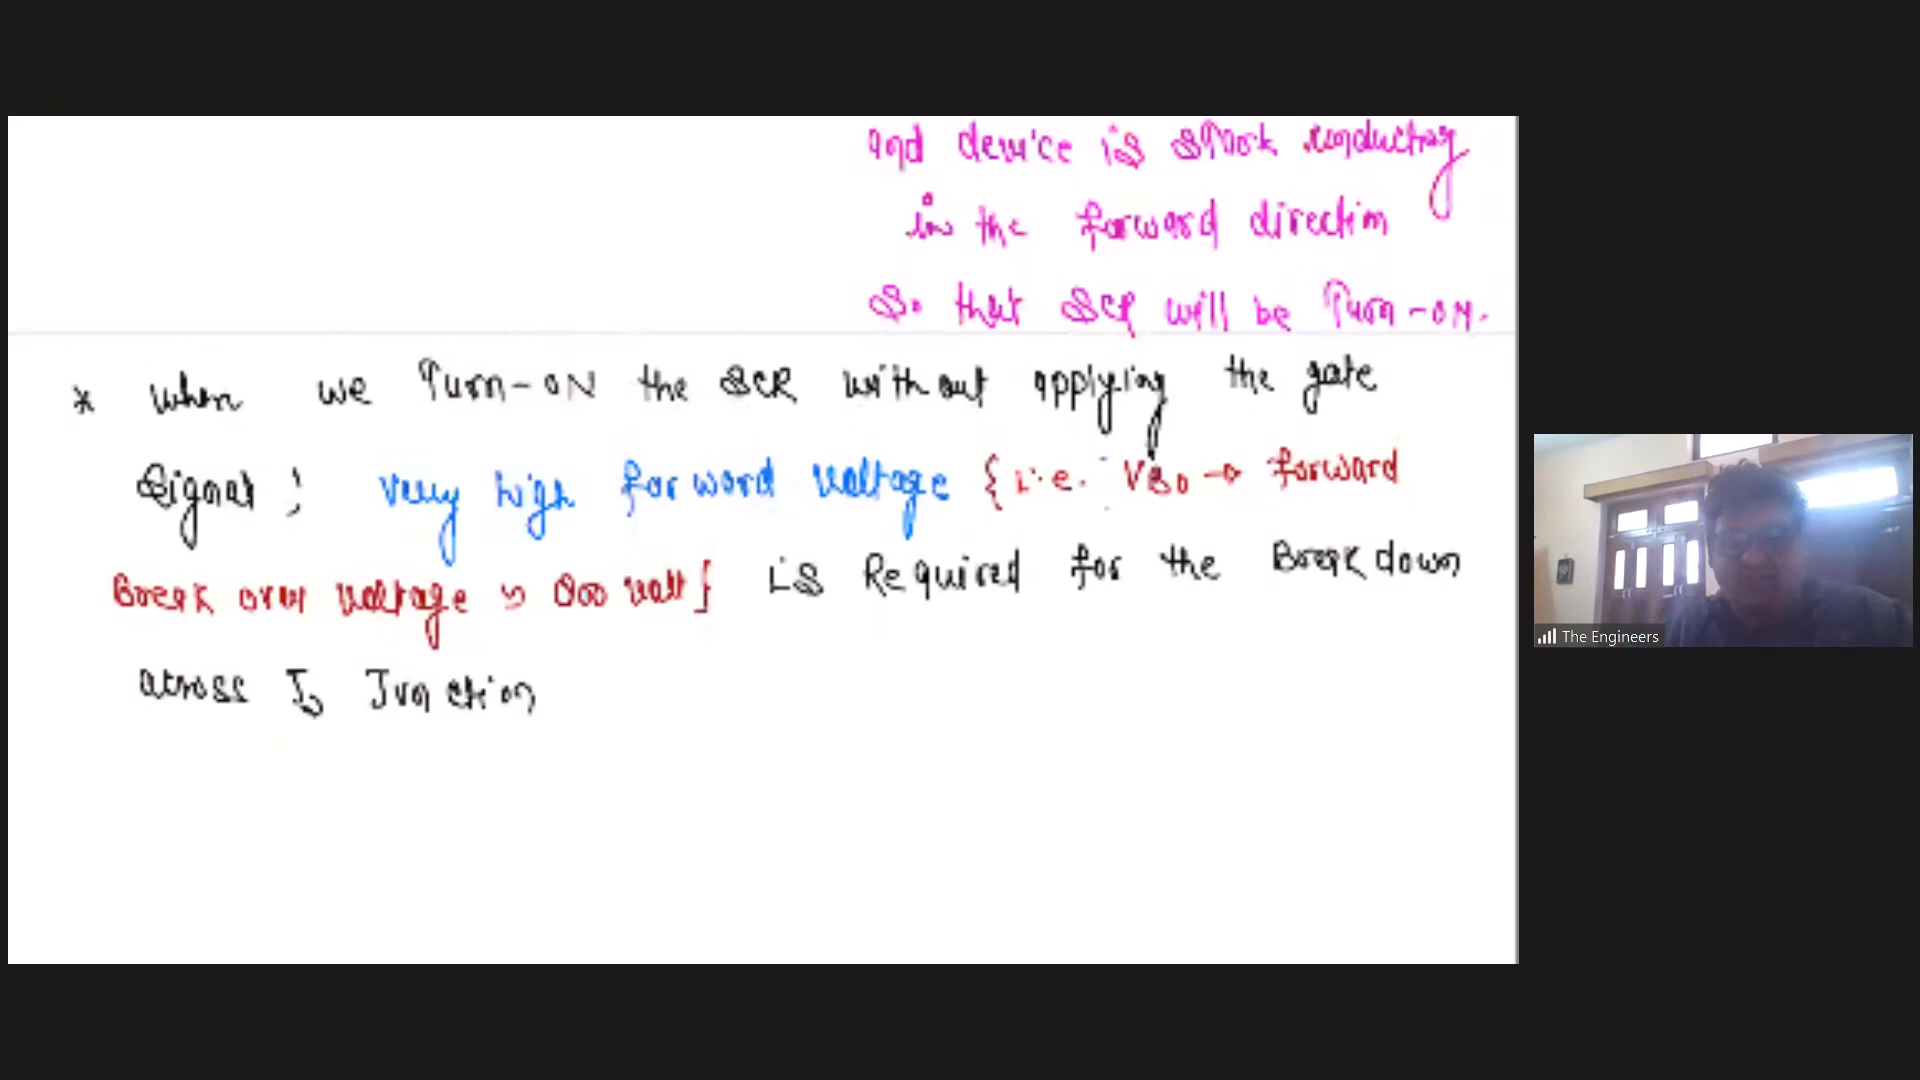 and device is start conducting
in the forward direction
So that SCR will be Turn-ON.
* When we Turn-ON the SCR without applying the gate
Signal; very high forward voltage {i.e. VBO → forward
Break over voltage volt} is Required for the Breakdown
across Junction
The Engineers